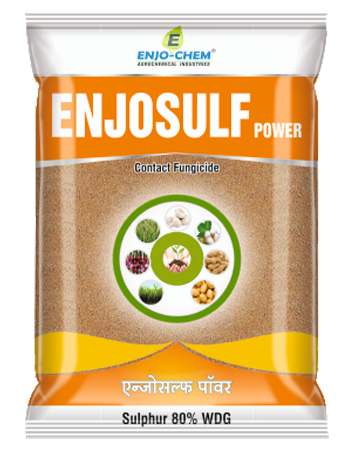 E
ENJO-CHEM®
AGROCHEMICAL INDUSTRIES
ENJOSULF POWER
Contact Fungicide
एन्जोसल्फ पॉवर
Sulphur 80% WDG